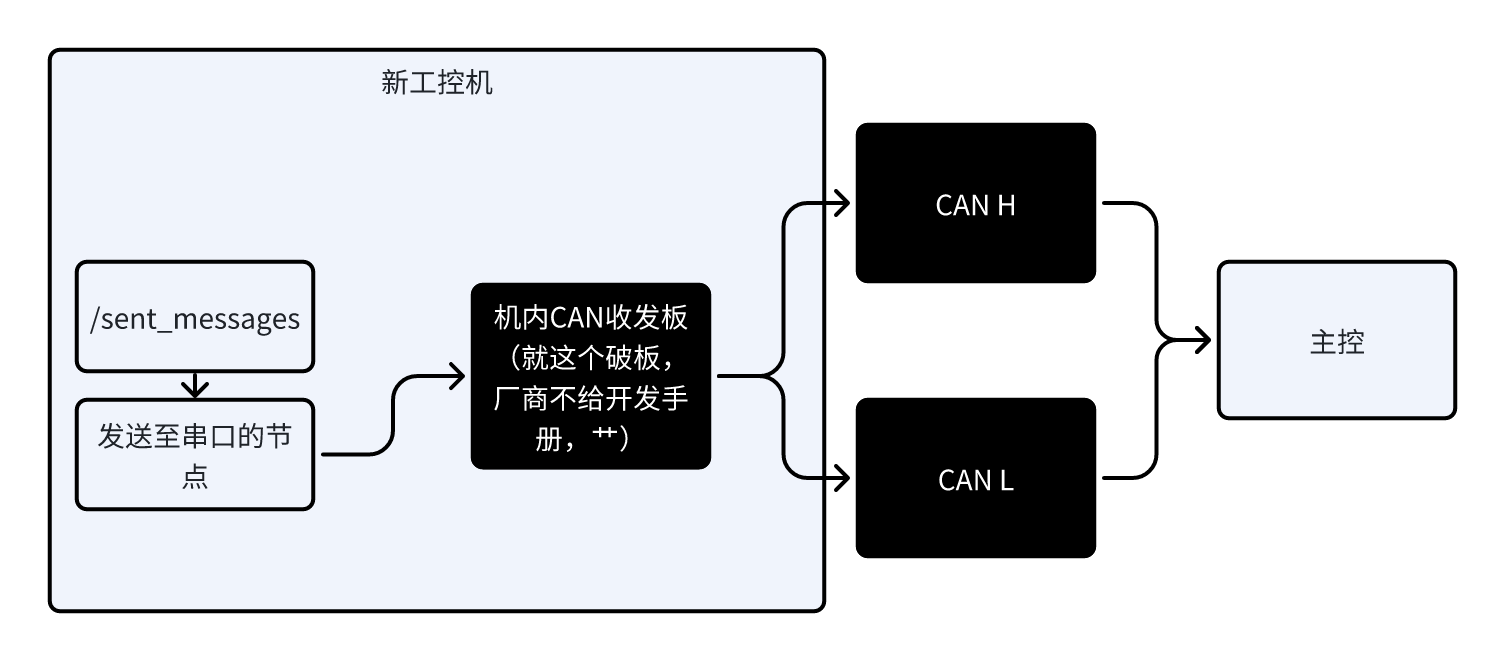 新工控机
/sent_messages
发送至串口的节
点
机内CAN收发板
（就这个破板，
厂商不给开发手
册，艹）
CAN H
CAN L
主控